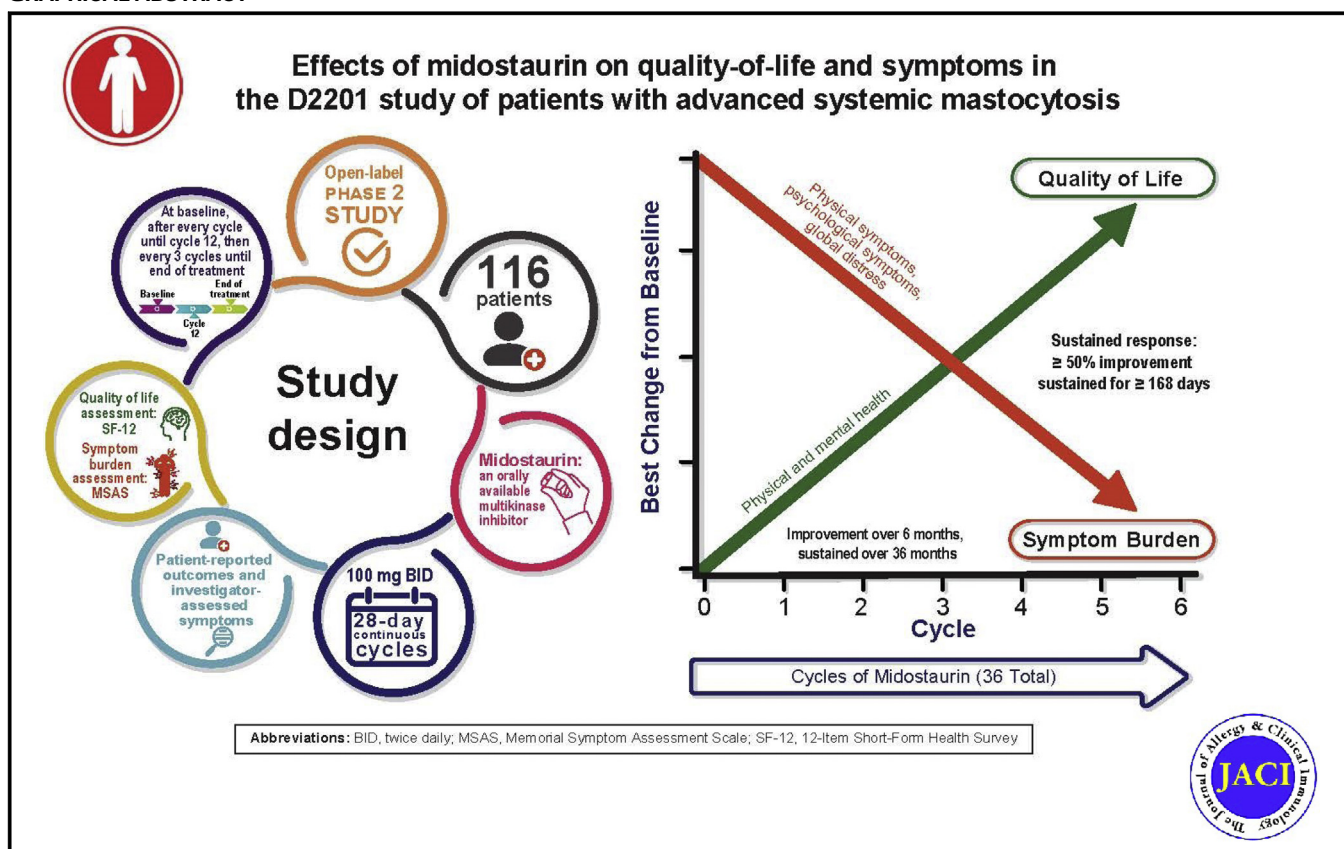 Effects of midostaurin on quality-of-life and symptoms in
the D2201 study of patients with advanced systemic mastocytosis
Study
design
Open-label
PHASE 2
STUDY
116
patients
Midostaurin:
an orally
available
multikinase
inhibitor
100 mg BID
28-day
continuous
cycles
Patient-reported
outcomes and
investigator-
assessed
symptoms
Quality of life
assessment:
SF-12
Symptom
burden
assessment:
MSAS
At baseline,
after every cycle
until cycle 12, then
every 3 cycles until
end of treatment
Baseline
End of
treatment
Cycle
12
Best Change from Baseline
Physical symptoms,
psychological symptoms,
global distress
Quality of Life
Sustained response:
≥ 50% improvement
sustained for ≥ 168 days
Physical and mental health
Improvement over 6 months,
sustained over 36 months
Symptom Burden
0 1 2 3 4 5 6
Cycle
Cycles of Midostaurin (36 Total)
Abbreviations: BID, twice daily; MSAS, Memorial Symptom Assessment Scale; SF-12, 12-Item Short-Form Health Survey
The Journal of Allergy & Clinical Immunology
JACI